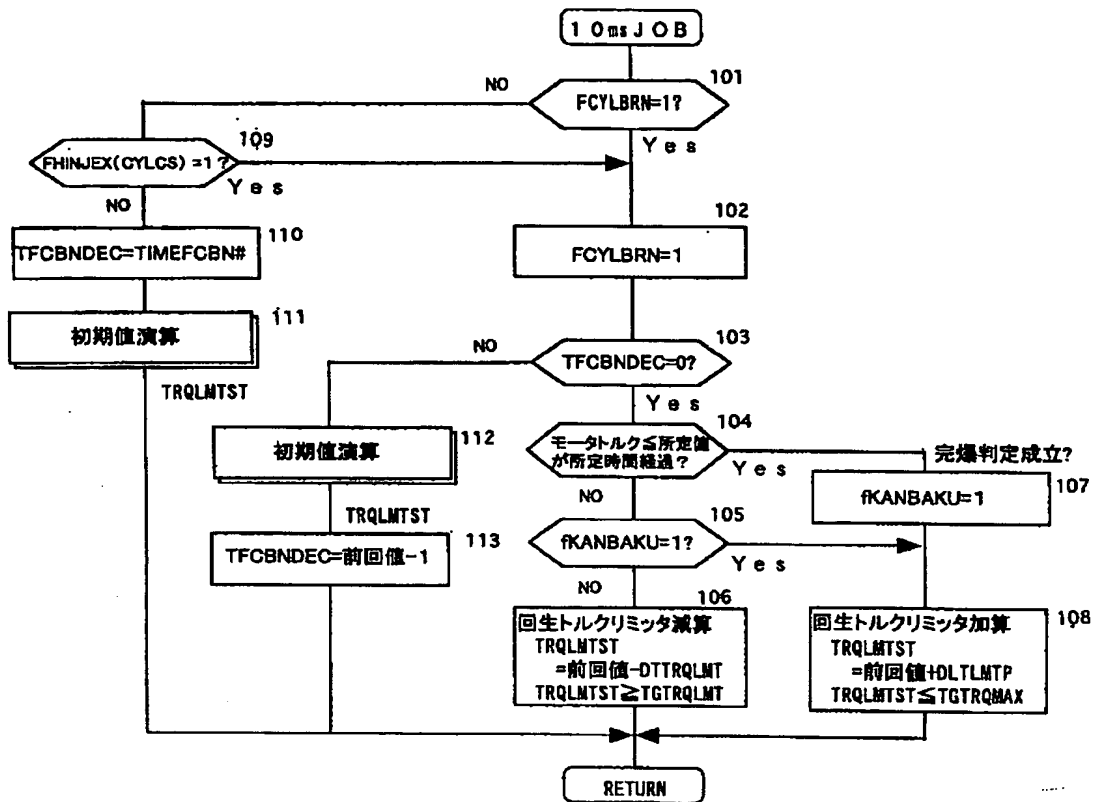 10msJOB
101
NO
FCYLBRN=1?
Yes
109
FHINJEX(CYLCS)=1?
Yes
NO
102
FCYLBRN=1
110
TFCBNDEC=TIMEFCBN#
111
初期値演算
TRQLMTST
103
NO
TFCBNDEC=0?
Yes
104
モータトルク≦所定値
が所定時間経過?
Yes
NO
完爆判定成立?
107
fKANBAKU=1
112
初期値演算
TRQLMTST
113
TFCBNDEC=前回値-1
105
fKANBAKU=1?
Yes
NO
106
回生トルクリミッタ減算
TRQLMTST
=前回値-DTTRQLMT
TRQLMTST≧TGTRQLMT
108
回生トルクリミッタ加算
TRQLMTST
=前回値+DLTLMTP
TRQLMTST≦TGTRQMAX
RETURN